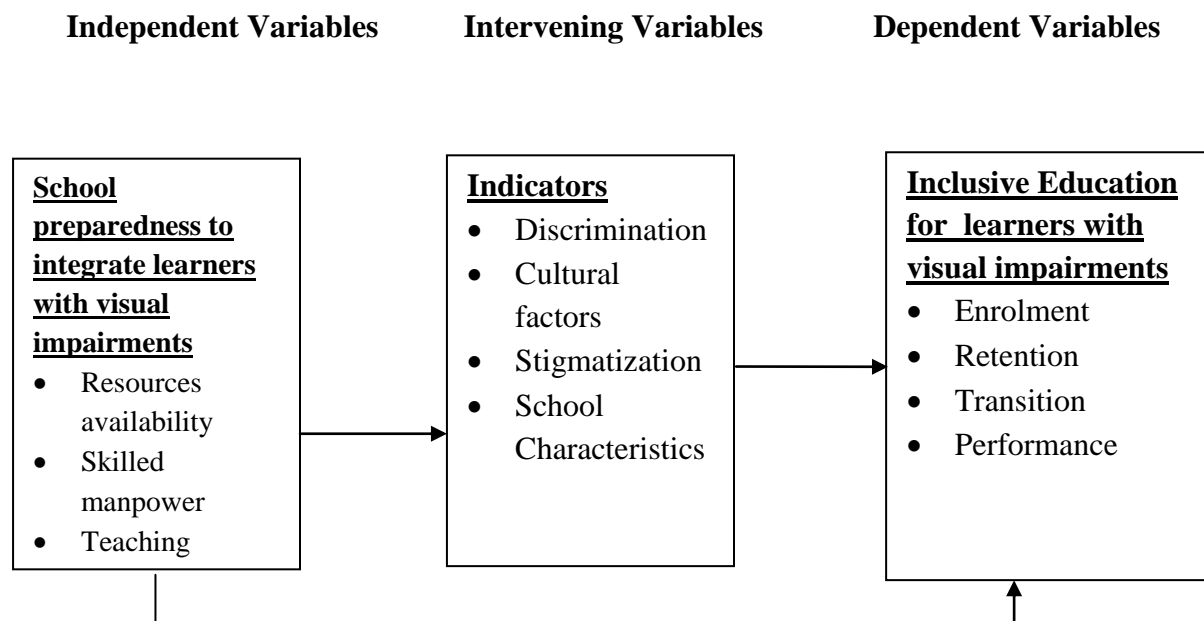 Independent Variables
Intervening Variables
Dependent Variables
School
preparedness to
integrate learners
with visual
impairments
• Resources
availability
• Skilled
manpower
• Teaching
Indicators
• Discrimination
• Cultural
factors
• Stigmatization
• School
Characteristics
Inclusive Education
for learners with
visual impairments
• Enrolment
• Retention
• Transition
• Performance